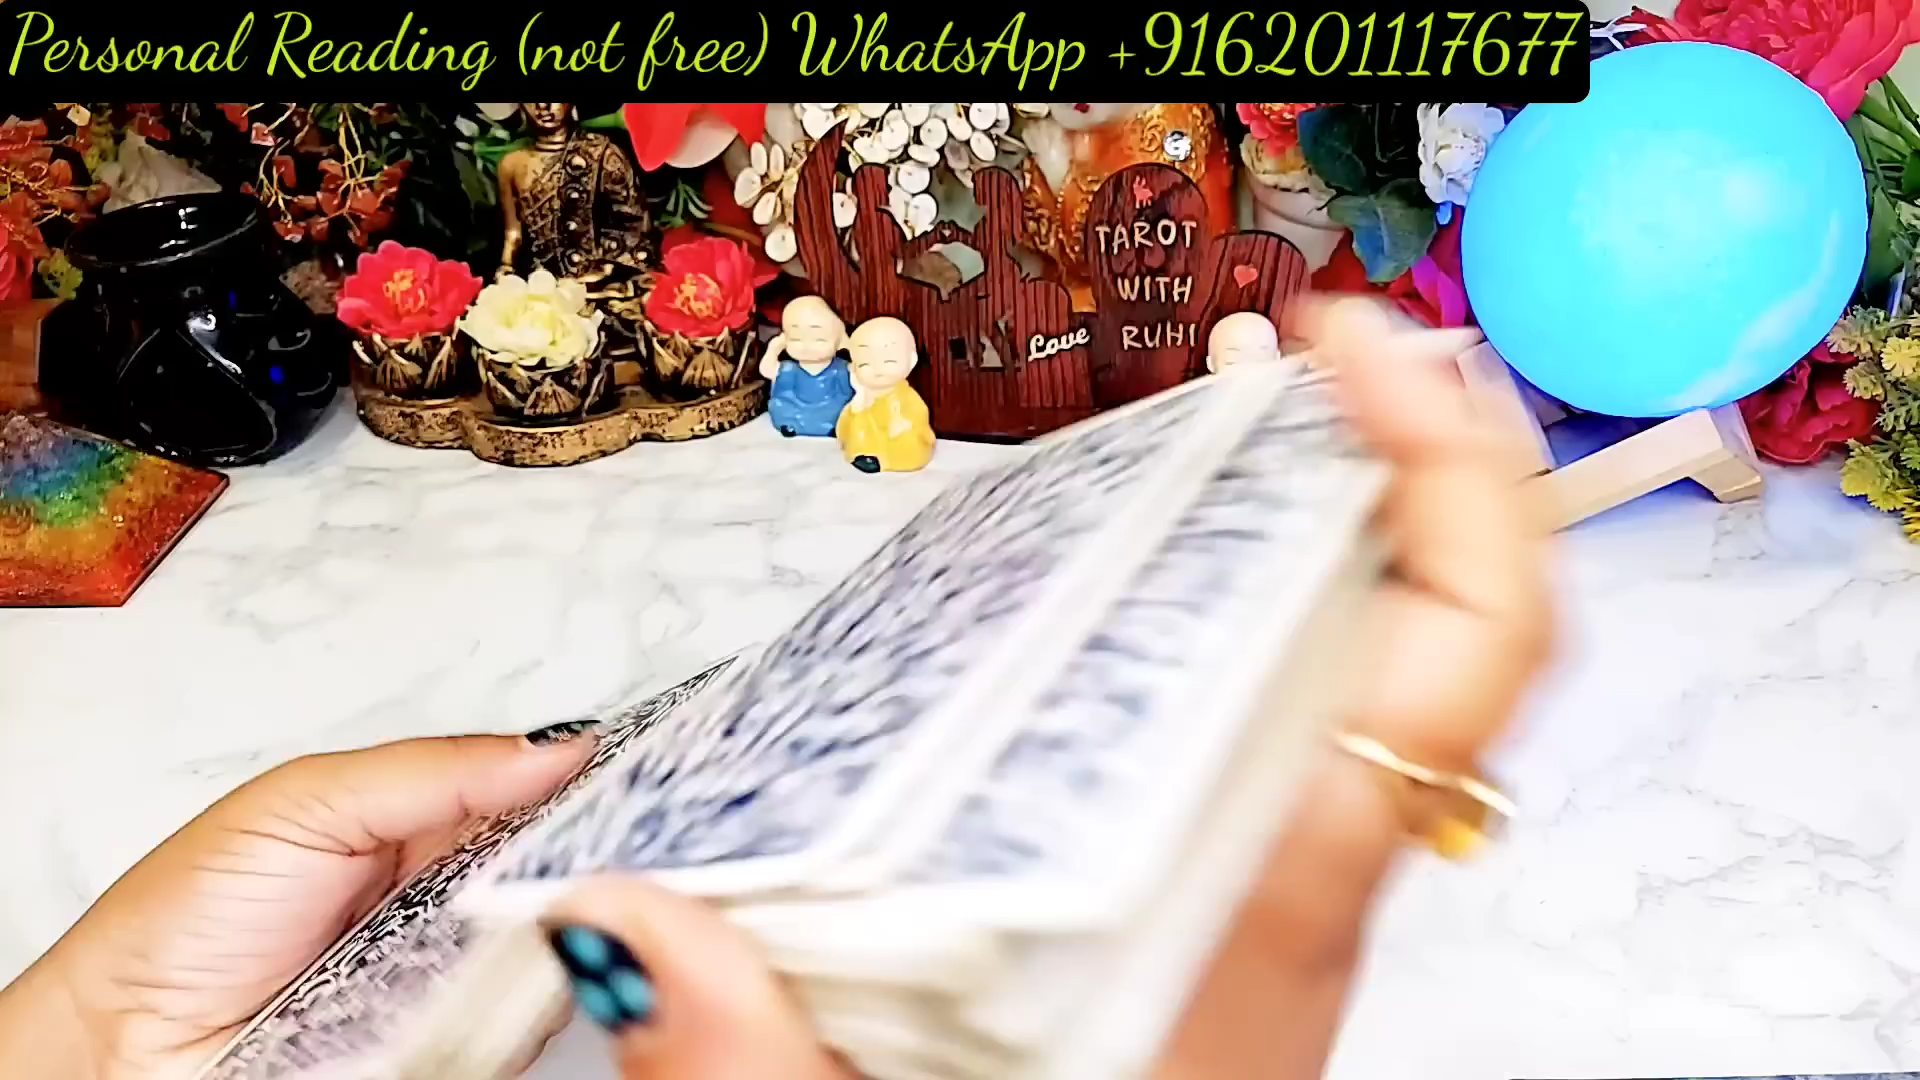 Personal Reading (not free) WhatsApp +916201117677
TAROT
WITH
RUHI
Love